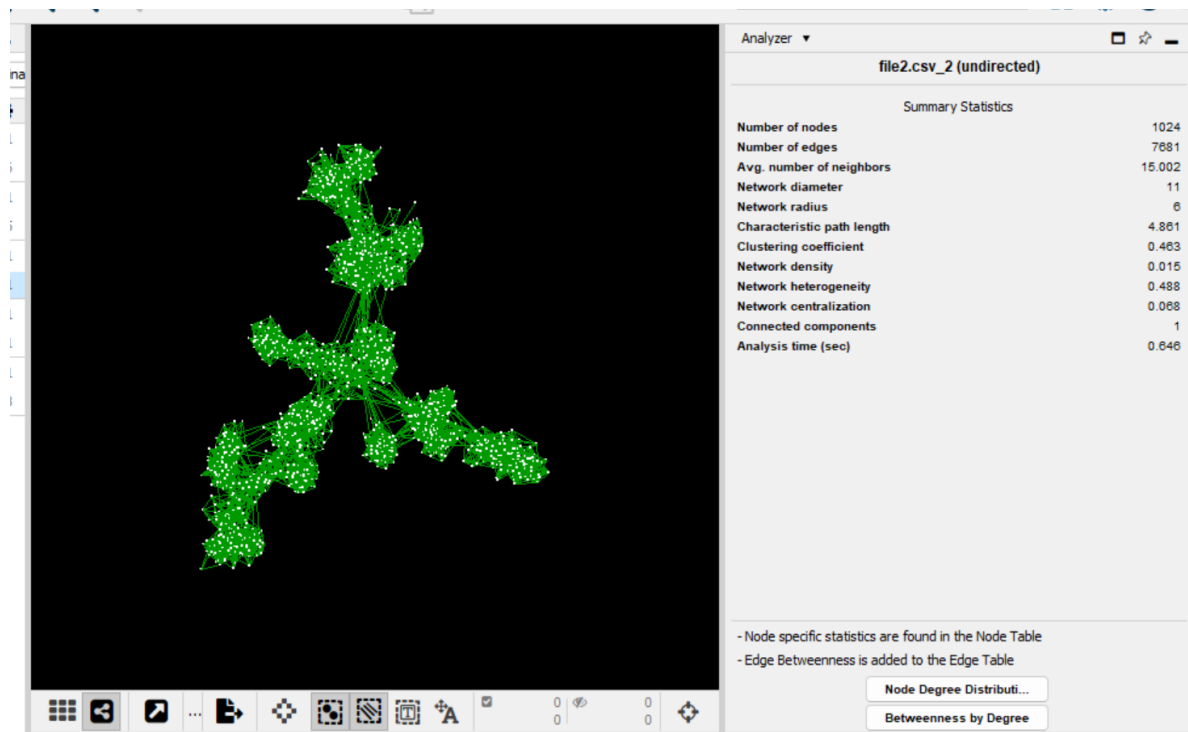 Analyzer
file2.csv_2 (undirected)
Summary Statistics
Number of nodes 1024
Number of edges 7681
Avg. number of neighbors 15.002
Network diameter 11
Network radius 6
Characteristic path length 4.861
Clustering coefficient 0.463
Network density 0.015
Network heterogeneity 0.488
Network centralization 0.068
Connected components 1
Analysis time (sec) 0.646
- Node specific statistics are found in the Node Table
- Edge Betweenness is added to the Edge Table
Node Degree Distributi...
Betweenness by Degree
... T A 0 0
0 0